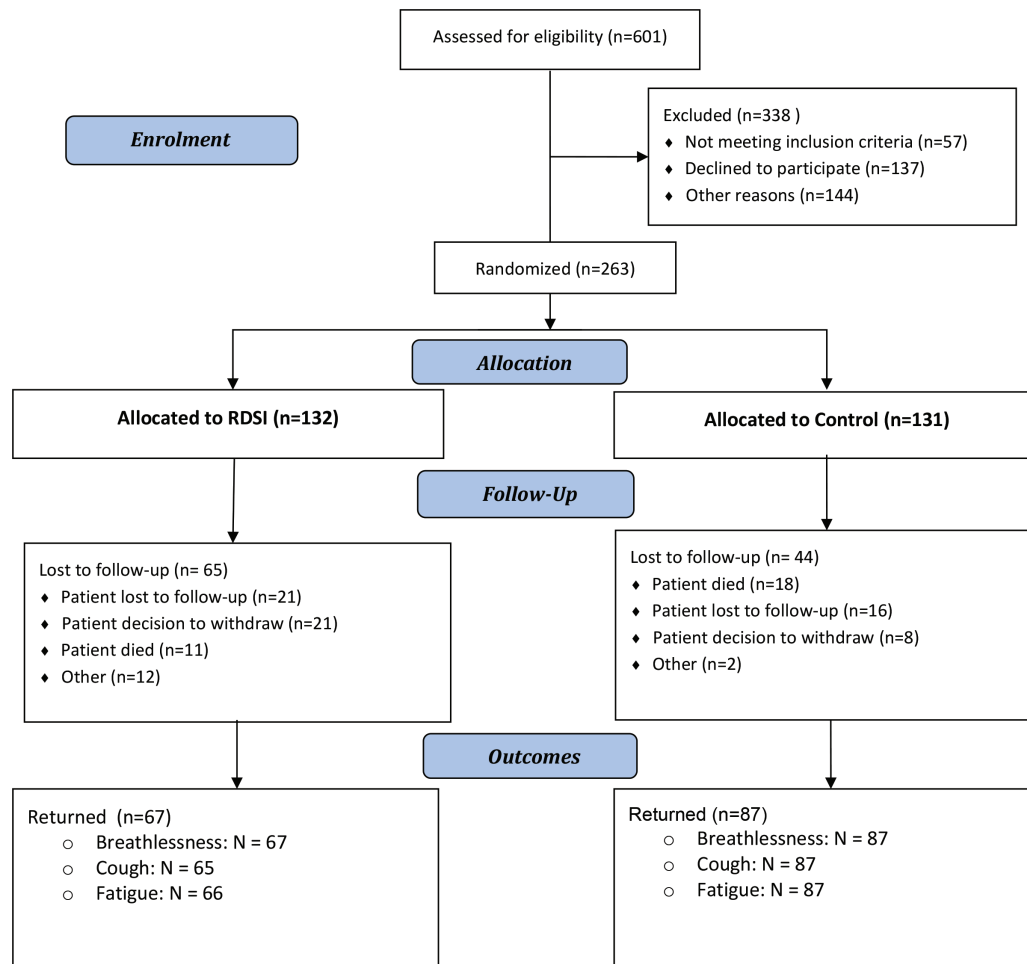 Assessed for eligibility (n=601)
Enrolment
Excluded (n=338 )
♦ Not meeting inclusion criteria (n=57)
♦ Declined to participate (n=137)
♦ Other reasons (n=144)
Randomized (n=263)
Allocation
Allocated to RDSI (n=132)
Allocated to Control (n=131)
Follow-Up
Lost to follow-up (n= 65)
♦ Patient lost to follow-up (n=21)
♦ Patient decision to withdraw (n=21)
♦ Patient died (n=11)
♦ Other (n=12)
Lost to follow-up (n= 44)
♦ Patient died (n=18)
♦ Patient lost to follow-up (n=16)
♦ Patient decision to withdraw (n=8)
♦ Other (n=2)
Outcomes
Returned (n=67)
o Breathlessness: N = 67
o Cough: N = 65
o Fatigue: N = 66
Returned (n=87)
o Breathlessness: N = 87
o Cough: N = 87
o Fatigue: N = 87